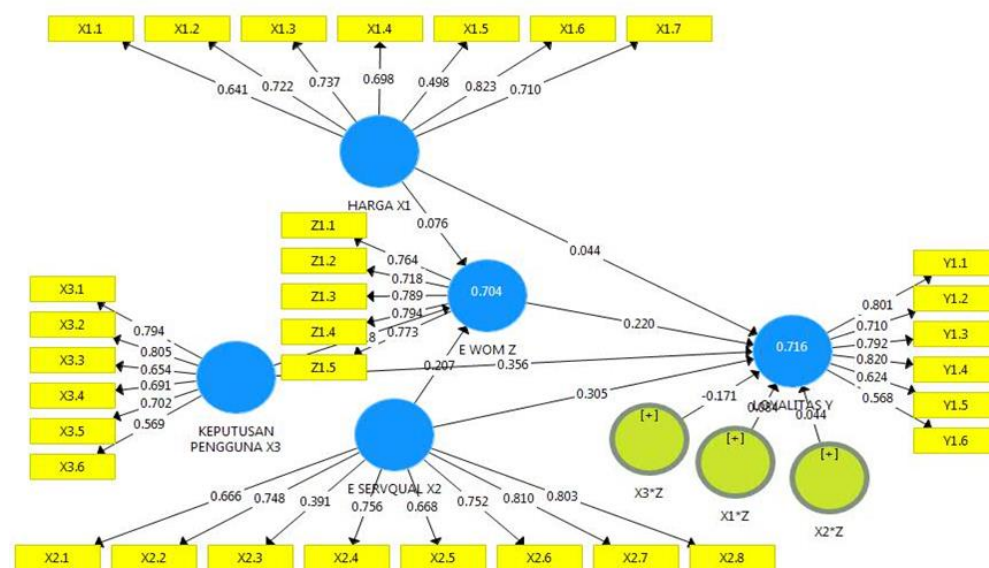 X1.1 X1.2 X1.3 X1.4 X1.5 X1.6 X1.7
0.641 0.722 0.737 0.698 0.498 0.823 0.710
HARGA X1
0.076
0.044
Z1.1
Z1.2
Z1.3
Z1.4
Z1.5
0.764
0.718
0.789
0.794
0.773
0.704
E WOM Z
0.207
0.220
0.356
0.305
X3.1
X3.2
X3.3
X3.4
X3.5
X3.6
0.794
0.805
0.654
0.691
0.702
0.569
KEPUTUSAN
PENGGUNA X3
0.716
LOYALITAS Y
Y1.1
Y1.2
Y1.3
Y1.4
Y1.5
Y1.6
0.801
0.710
0.792
0.820
0.624
0.568
-0.171
0.044
[+]
[+]
[+]
X3*Z
X1*Z
X2*Z
E SERVQUAL X2
0.666 0.748 0.391 0.756 0.668 0.752 0.810 0.803
X2.1 X2.2 X2.3 X2.4 X2.5 X2.6 X2.7 X2.8